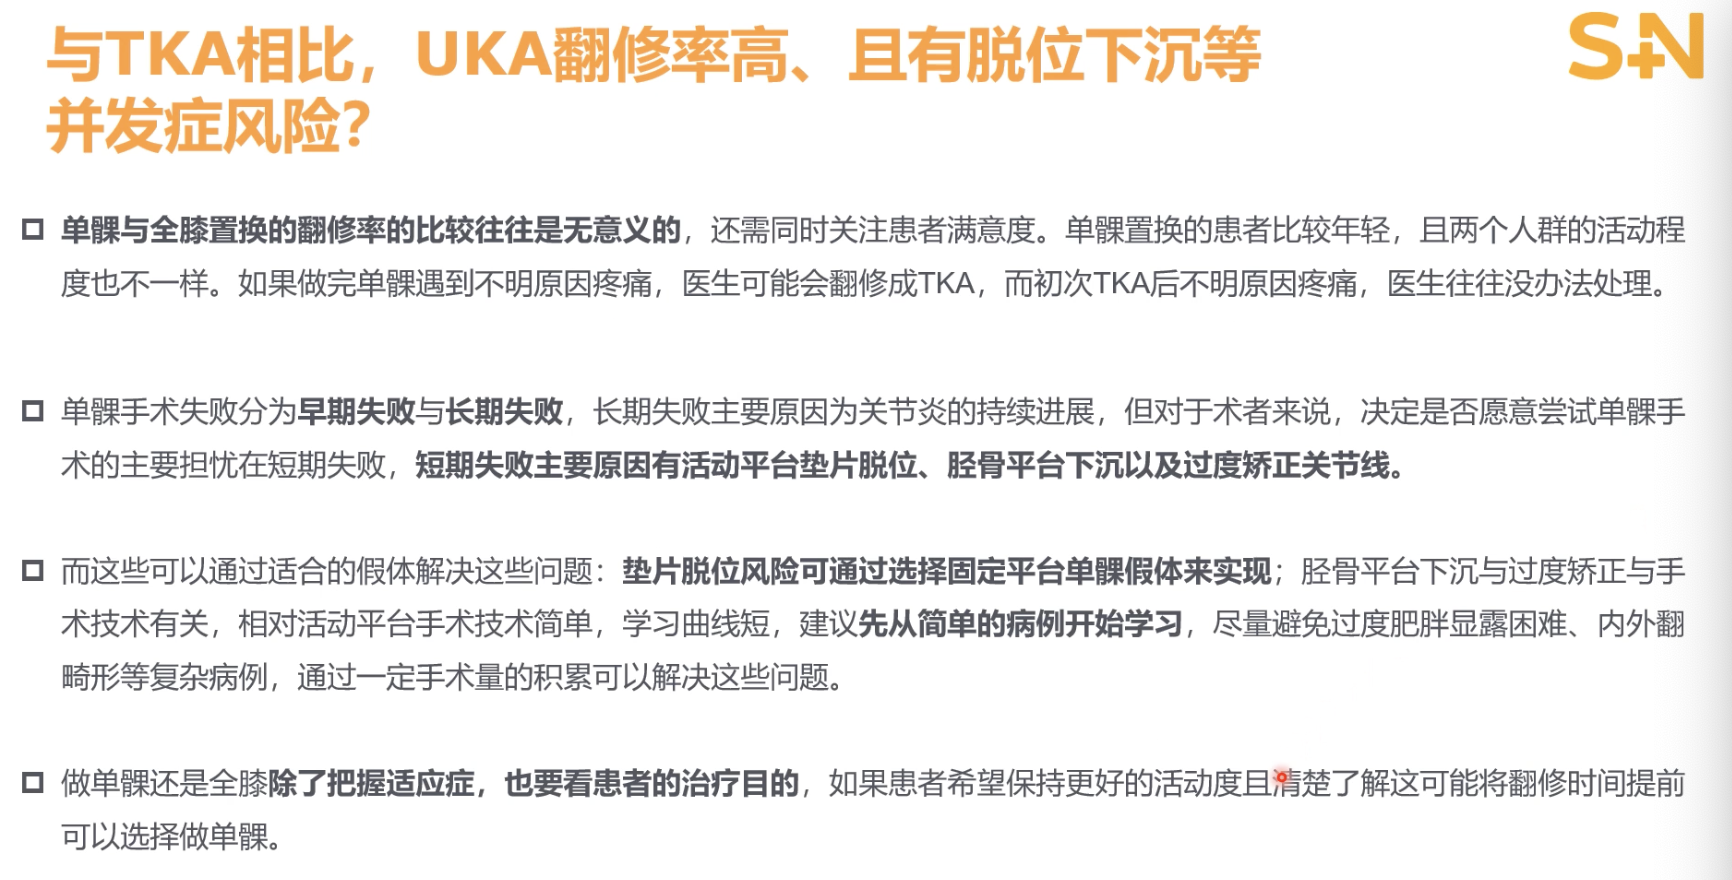 与TKA相比，UKA翻修率高、且有脱位下沉等
并发症风险？
S+N
单髁与全膝置换的翻修率的比较往往是无意义的，还需同时关注患者满意度。单髁置换的患者比较年轻，且两个人群的活动程
度也不一样。如果做完单髁遇到不明原因疼痛，医生可能会翻修成TKA，而初次TKA后不明原因疼痛，医生往往没办法处理。
单髁手术失败分为早期失败与长期失败，长期失败主要原因为关节炎的持续进展，但对于术者来说，决定是否愿意尝试单髁手
术的主要担忧在短期失败，短期失败主要原因有活动平台垫片脱位、胫骨平台下沉以及过度矫正关节线。
而这些可以通过适合的假体解决这些问题：垫片脱位风险可通过选择固定平台单髁假体来实现；胫骨平台下沉与过度矫正与手
术技术有关，相对活动平台手术技术简单，学习曲线短，建议先从简单的病例开始学习，尽量避免过度肥胖显露困难、内外翻
畸形等复杂病例，通过一定手术量的积累可以解决这些问题。
做单髁还是全膝除了把握适应症，也要看患者的治疗目的，如果患者希望保持更好的活动度且清楚了解这可能将翻修时间提前
可以选择做单髁。